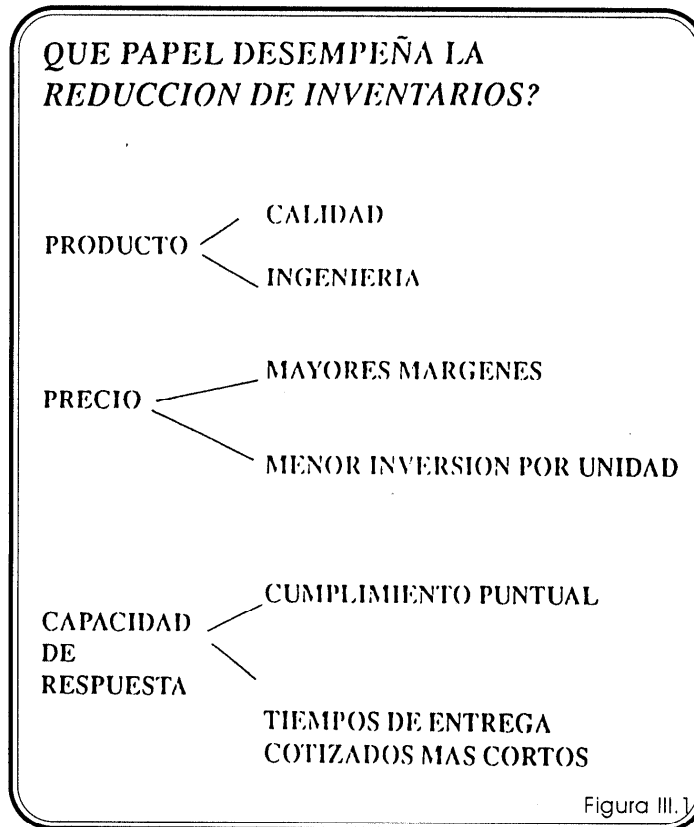 QUE PAPEL DESEMPEÑA LA
REDUCCION DE INVENTARIOS?
PRODUCTO
CALIDAD
INGENIERIA
PRECIO
MAYORES MARGENES
MENOR INVERSION POR UNIDAD
CAPACIDAD
DE
RESPUESTA
CUMPLIMIENTO PUNTUAL
TIEMPOS DE ENTREGA
COTIZADOS MAS CORTOS
Figura III.1